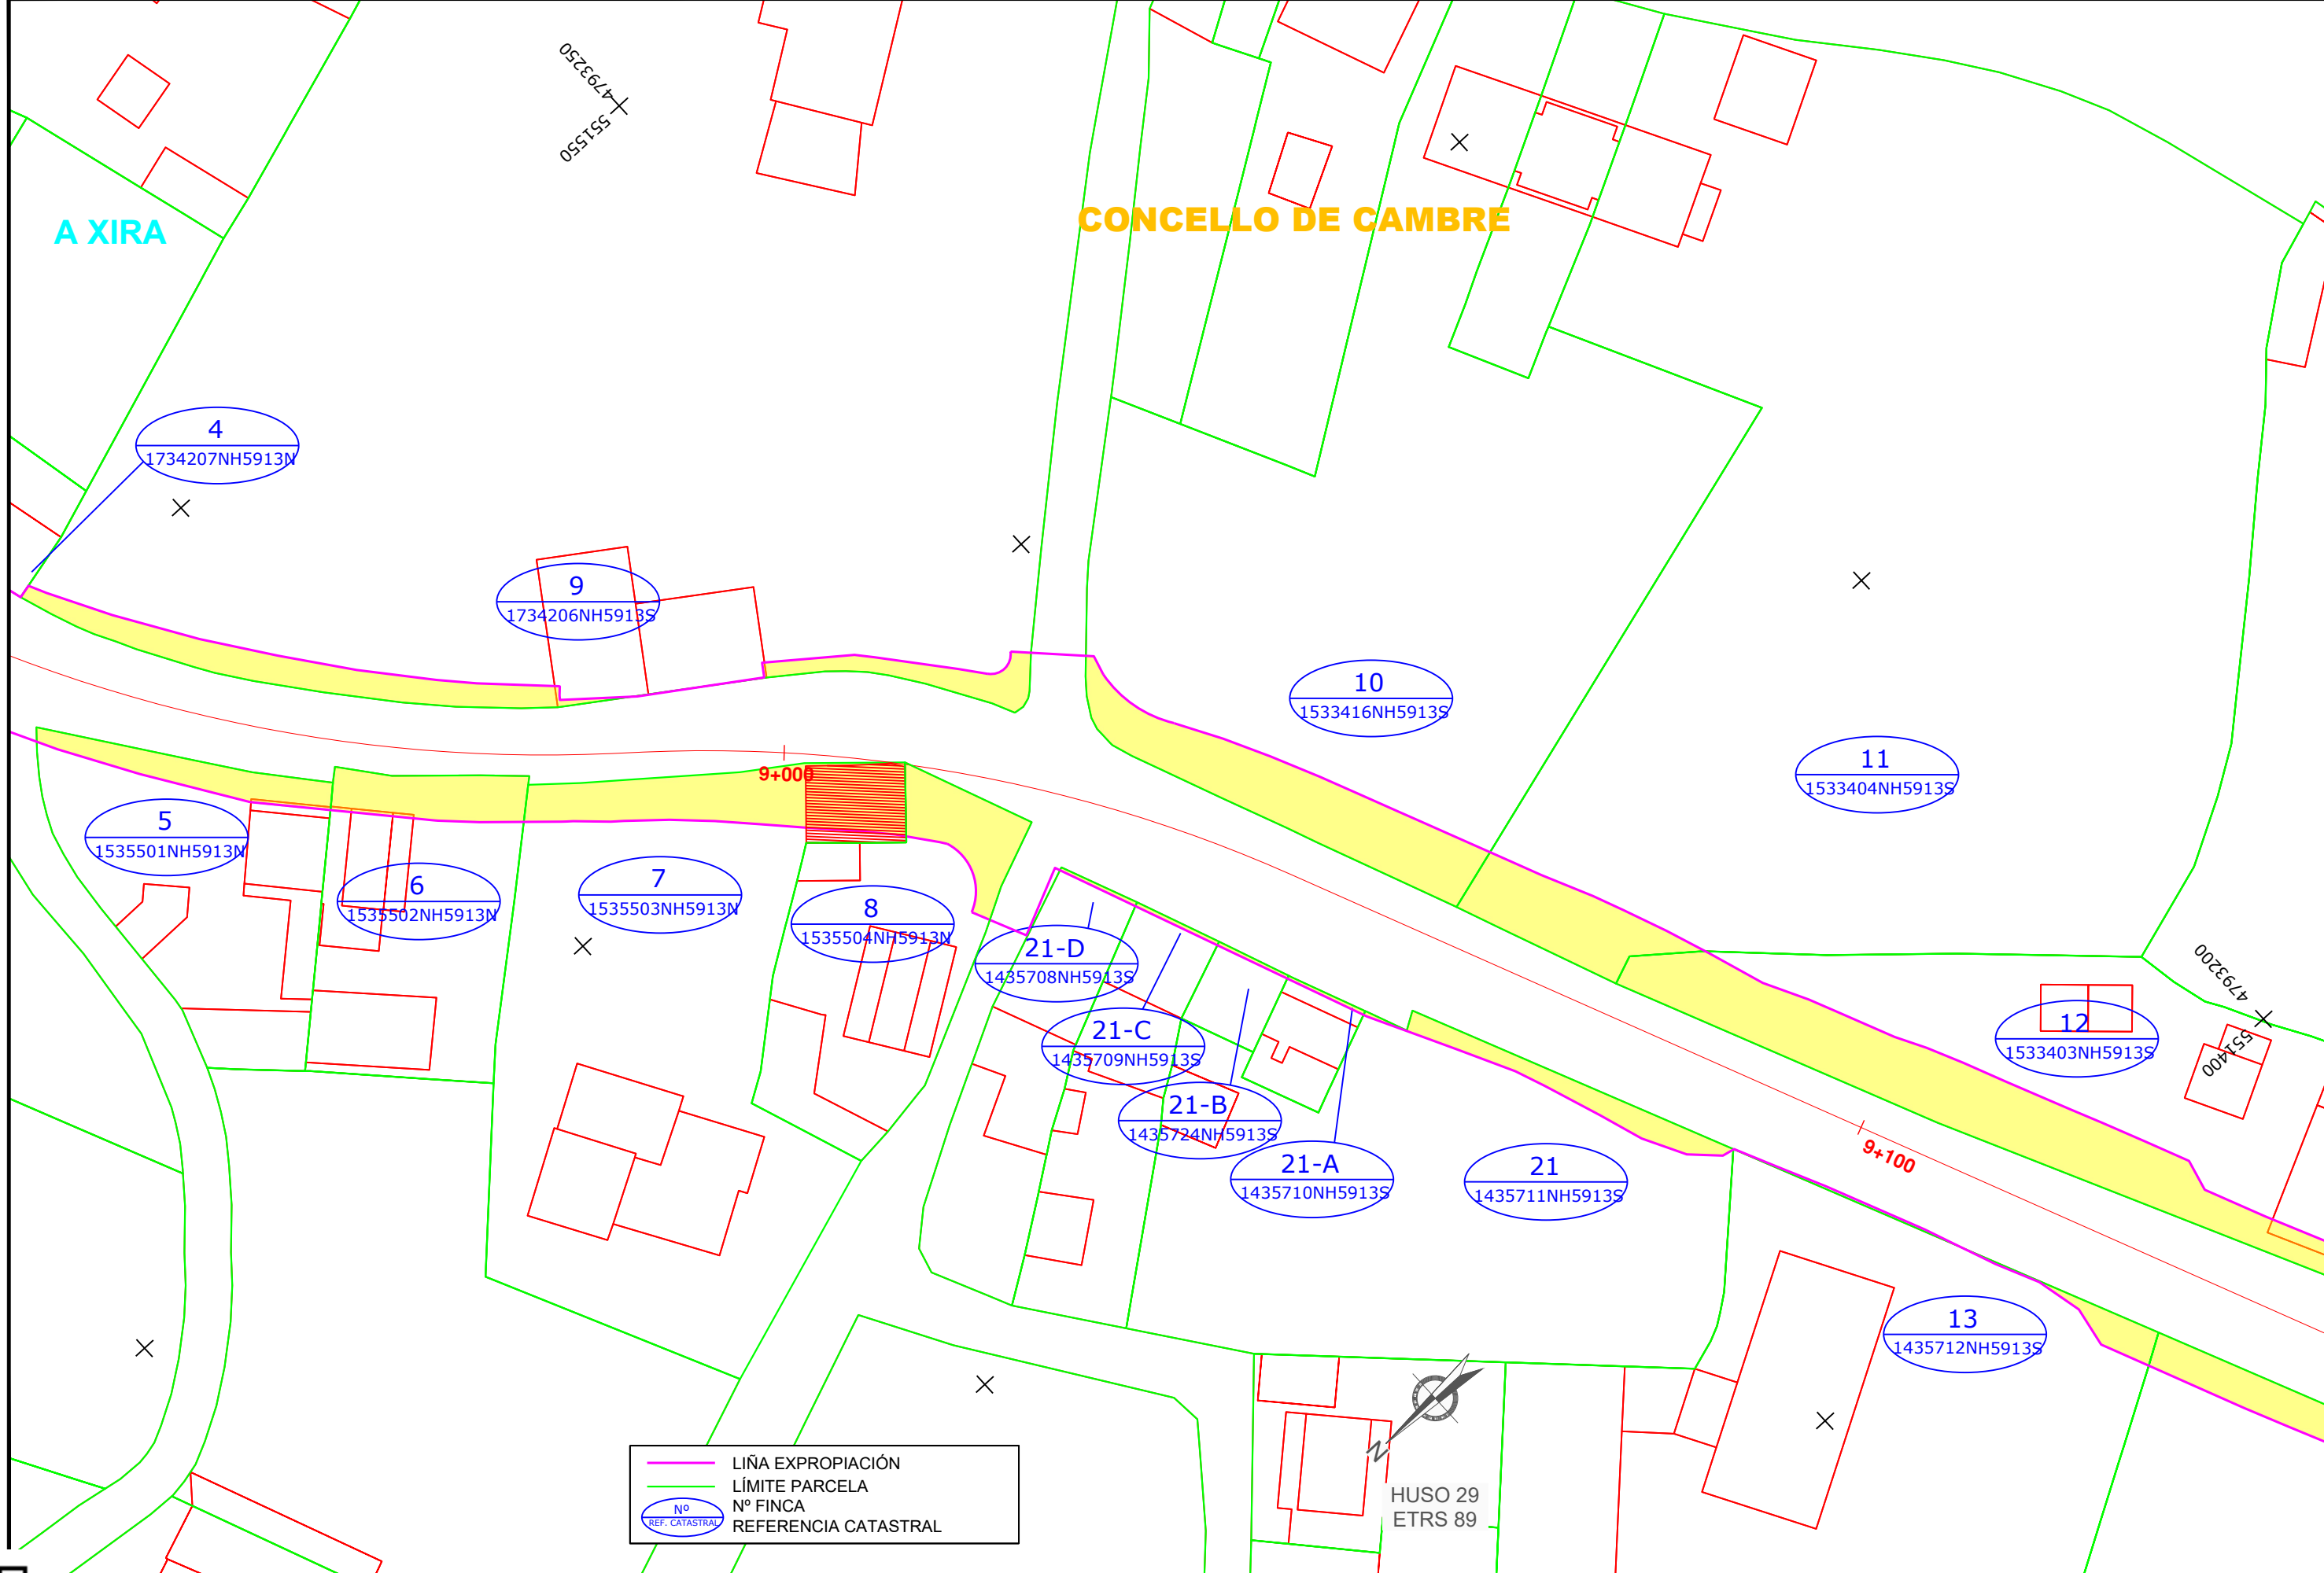 4793250
551550
A XIRA
CONCELLO DE CAMBRE
4
1734207NH5913N
9
1734206NH5913S
10
1533416NH5913S
11
1533404NH5913S
9+000
5
1535501NH5913N
6
1535502NH5913N
7
1535503NH5913N
8
1535504NH5913N
21-D
1435708NH5913S
21-C
1435709NH5913S
21-B
1435724NH5913S
21-A
1435710NH5913S
21
1435711NH5913S
4793200
551400
12
1533403NH5913S
9+100
13
1435712NH5913S
LIÑA EXPROPIACIÓN
LÍMITE PARCELA
Nº
REF. CATASTRAL
Nº FINCA
REFERENCIA CATASTRAL
N
HUSO 29
ETRS 89